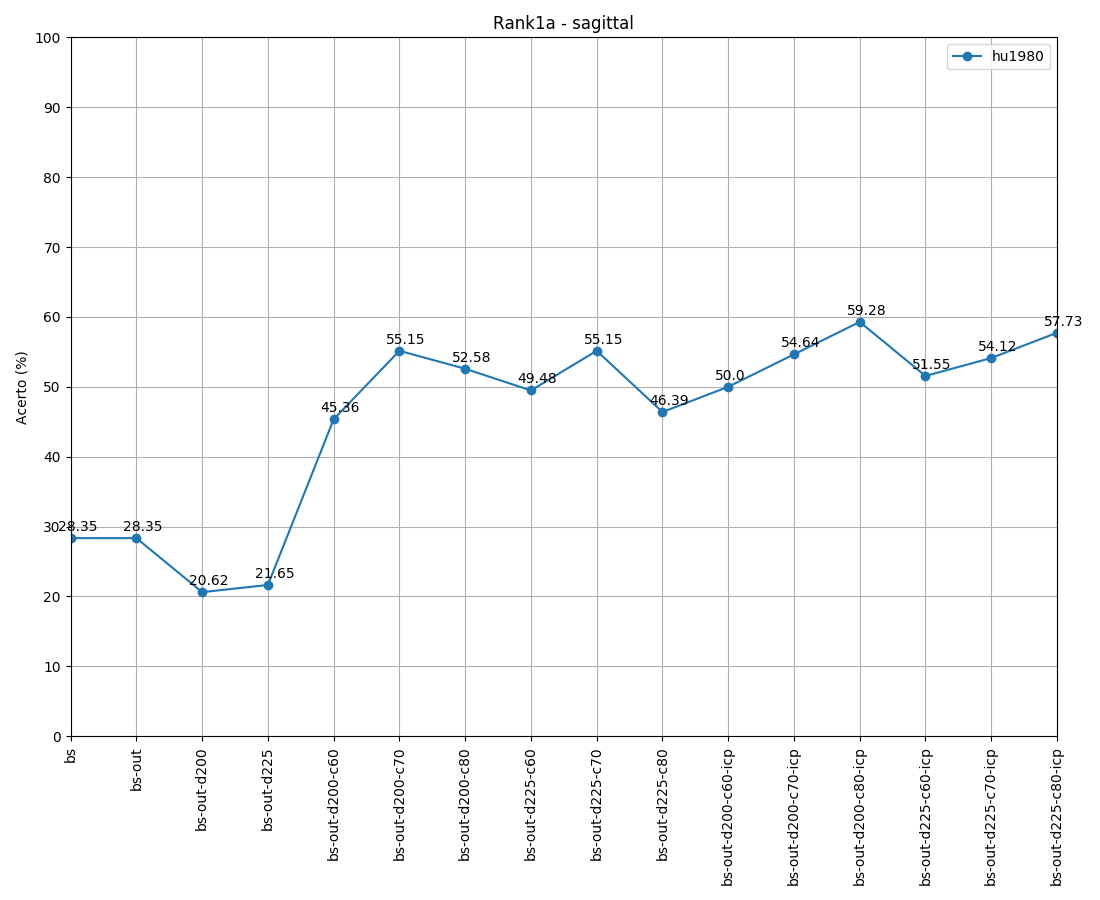 Rank1a - sagittal
hu1980
Acerto (%)
100
90
80
70
60
50
40
30
20
10
0
28.35
28.35
20.62
21.65
45.36
55.15
52.58
49.48
55.15
46.39
50.0
54.64
59.28
51.55
54.12
57.73
bs
bs-out
bs-out-d200
bs-out-d225
bs-out-d200-c60
bs-out-d200-c70
bs-out-d200-c80
bs-out-d225-c60
bs-out-d225-c70
bs-out-d225-c80
bs-out-d200-c60-icp
bs-out-d200-c70-icp
bs-out-d200-c80-icp
bs-out-d225-c60-icp
bs-out-d225-c70-icp
bs-out-d225-c80-icp